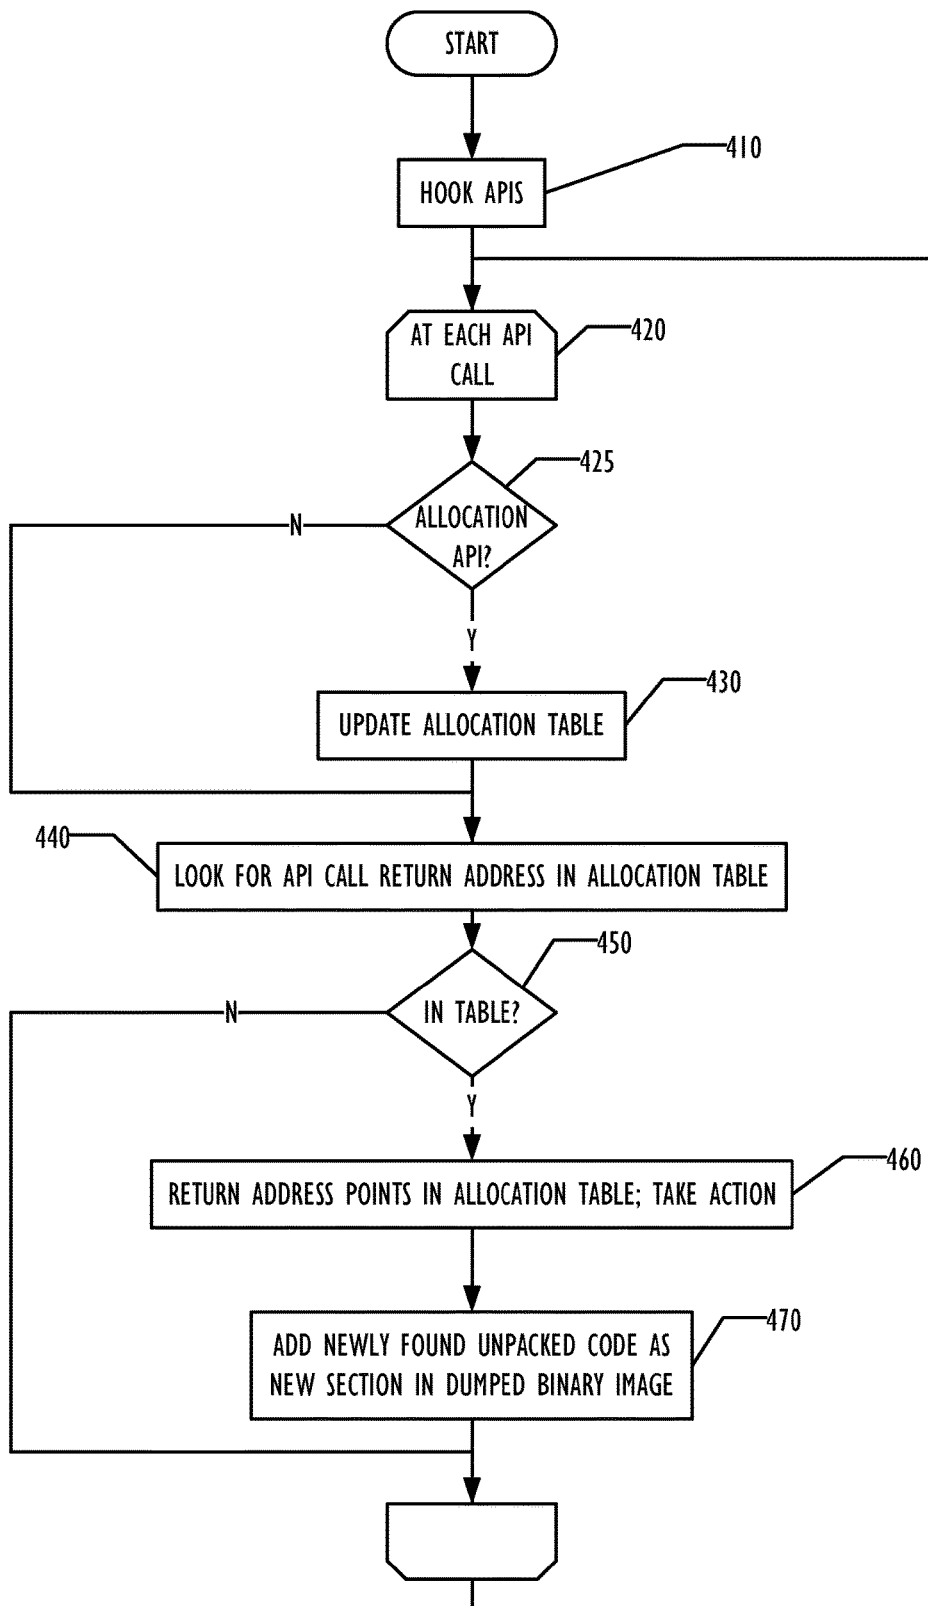 START
410
HOOK APIS
AT EACH API
CALL
420
425
ALLOCATION
API?
N
Y
430
UPDATE ALLOCATION TABLE
440
LOOK FOR API CALL RETURN ADDRESS IN ALLOCATION TABLE
450
IN TABLE?
N
Y
460
RETURN ADDRESS POINTS IN ALLOCATION TABLE; TAKE ACTION
470
ADD NEWLY FOUND UNPACKED CODE AS
NEW SECTION IN DUMPED BINARY IMAGE